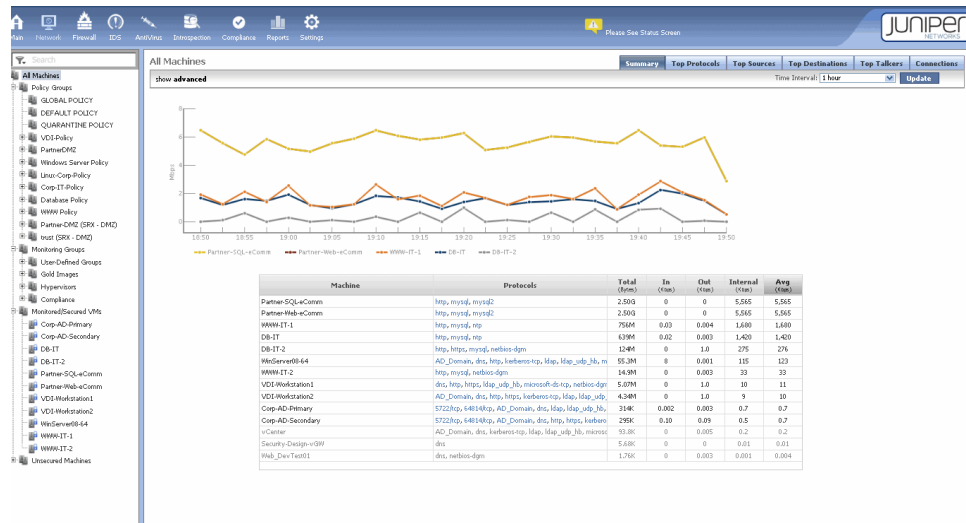 Main Network Firewall IDS AntiVirus Introspection Compliance Reports Settings
Please See Status Screen
JUNIPER
NETWORKS
Search
All Machines
Policy Groups
GLOBAL POLICY
DEFAULT POLICY
QUARANTINE POLICY
VDI-Policy
PartnerDMZ
Windows Server Policy
Linux-Corp-Policy
Corp-IT-Policy
Database Policy
WWW Policy
Partner-DMZ (SRX - DMZ)
trust (SRX - DMZ)
Monitoring Groups
User-Defined Groups
Gold Images
Hypervisors
Compliance
Monitored/Secured VMs
Corp-AD-Primary
Corp-AD-Secondary
DB-IT
DB-IT-2
Partner-SQL-eComm
Partner-Web-eComm
VDI-Workstation1
VDI-Workstation2
WinServer08-64
WWW-IT-1
WWW-IT-2
Unsecured Machines
All Machines
Summary Top Protocols Top Sources Top Destinations Top Talkers Connections
show advanced
Time Interval: 1 hour Update
8
6
4
2
0
Mbps
18:50 18:55 19:00 19:05 19:10 19:15 19:20 19:25 19:30 19:35 19:40 19:45 19:50
Partner-SQL-eComm Partner-Web-eComm WWW-IT-1 DB-IT DB-IT-2
Machine Protocols Total In Out Internal Avg
(Bytes) (Kbps) (Kbps) (Kbps) (Kbps)
Partner-SQL-eComm http, mysql, mysql2 2.50G 0 0 5,565 5,565
Partner-Web-eComm http, mysql, mysql2 2.50G 0 0 5,565 5,565
WWW-IT-1 http, mysql, ntp 756M 0.03 0.004 1,680 1,680
DB-IT http, mysql, ntp 639M 0.02 0.003 1,420 1,420
DB-IT-2 http, https, mysql, netbios-dgm 124M 0 1.0 275 276
WinServer08-64 AD_Domain, dns, http, kerberos-tcp, ldap, ldap_udp_hb, m 55.3M 8 0.001 115 123
WWW-IT-2 http, mysql, netbios-dgm 14.9M 0 0.003 33 33
VDI-Workstation1 dns, http, https, ldap_udp_hb, microsoft-ds-tcp, netbios-dgm 5.07M 0 1.0 10 11
VDI-Workstation2 AD_Domain, dns, http, https, kerberos-tcp, ldap, ldap_udp_ 4.34M 0 1.0 9 10
Corp-AD-Primary 5722/tcp, 64814/tcp, AD_Domain, dns, ldap, ldap_udp_hb, 314K 0.002 0.003 0.7 0.7
Corp-AD-Secondary 5722/tcp, 64814/tcp, AD_Domain, dns, http, https, kerbero 295K 0.10 0.09 0.5 0.7
vCenter AD_Domain, dns, kerberos-tcp, ldap, ldap_udp_hb, microso 93.8K 0 0.005 0.2 0.2
Security-Design-vGW dns 5.68K 0 0 0.01 0.01
Web_DevTest01 dns, netbios-dgm 1.76K 0 0.003 0.001 0.004